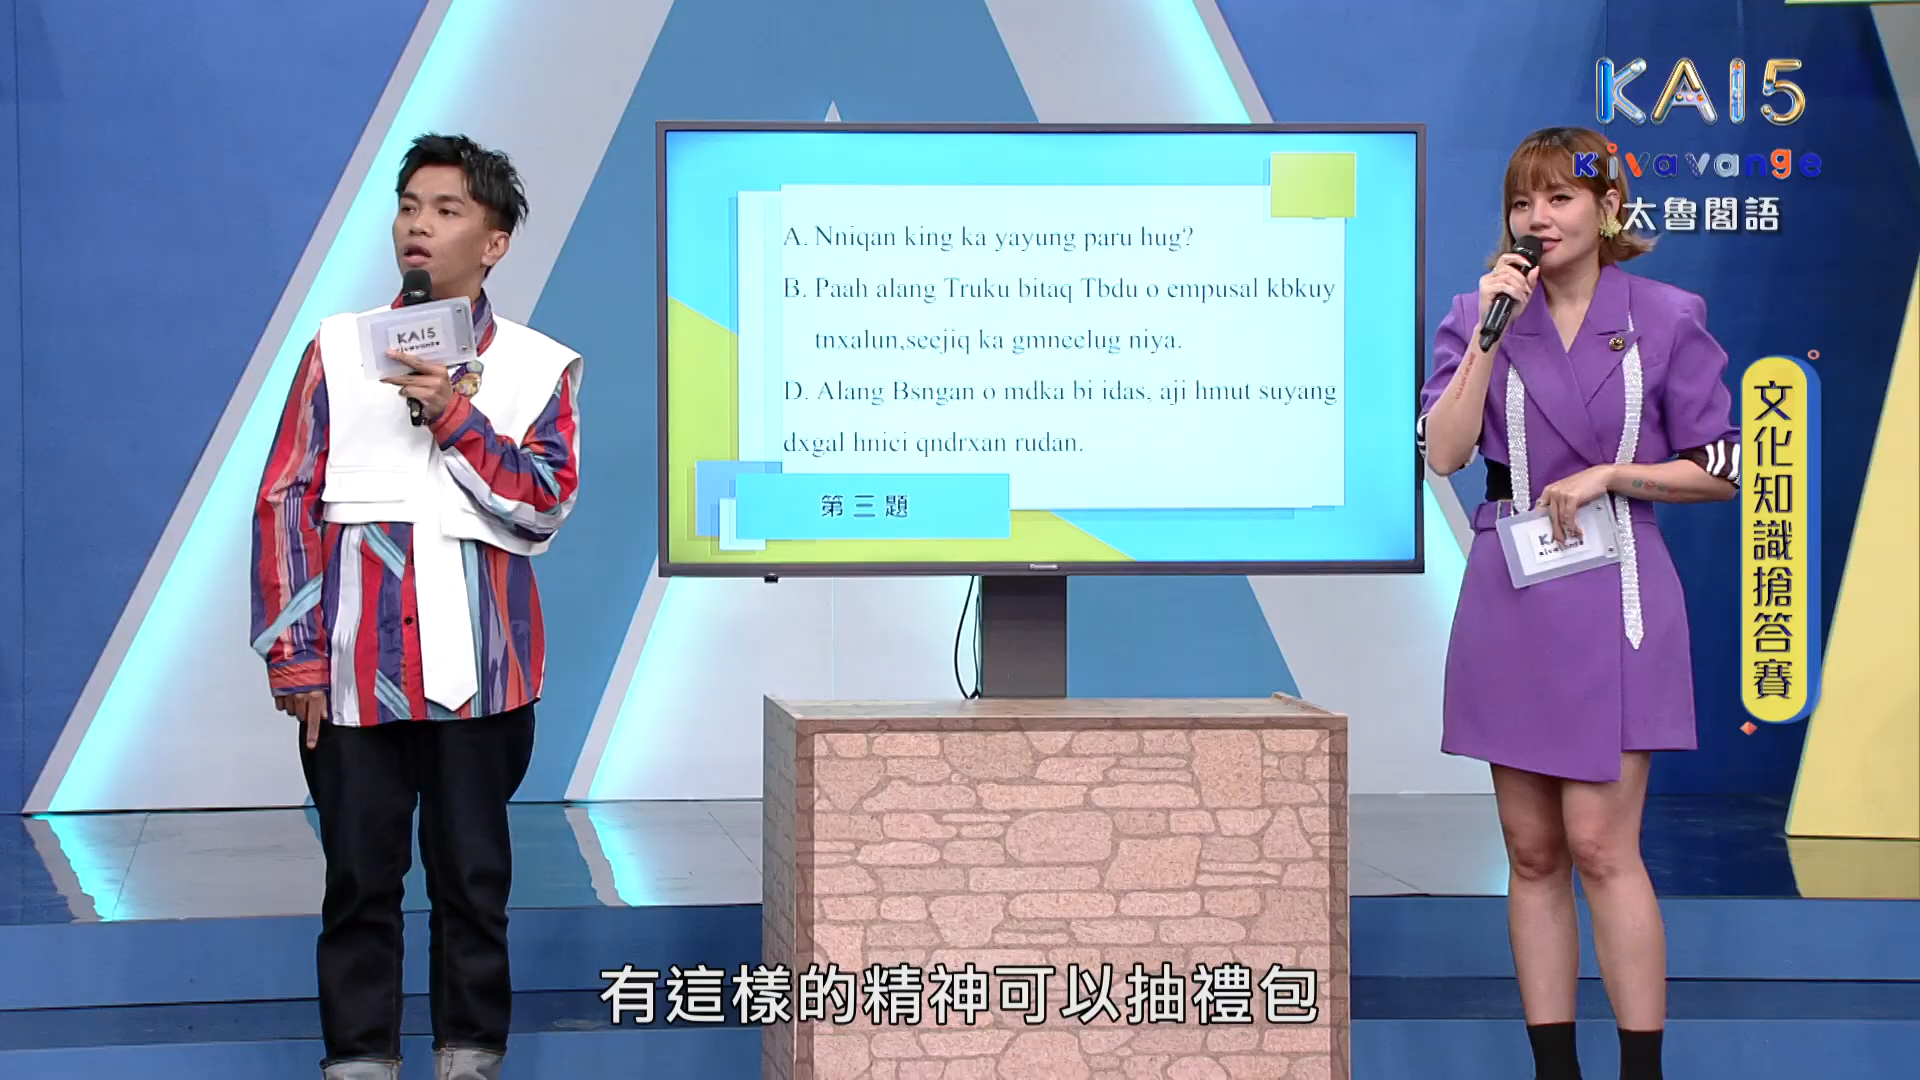 KAI5
kivavange
太魯閣語
A. Nniqan king ka yayung paru hug?
B. Paah alang Truku bitaq Tbdu o empusal kbkuy
tnxalun,seejiq ka gmneelug niya.
D. Alang Bsngan o mdka bi idas, aji hmut suyang
dxgal hnici qndrxan rudan.
第三題
KAI5
kivavange
Panasonic
文化知識搶答賽
有這樣的精神可以抽禮包